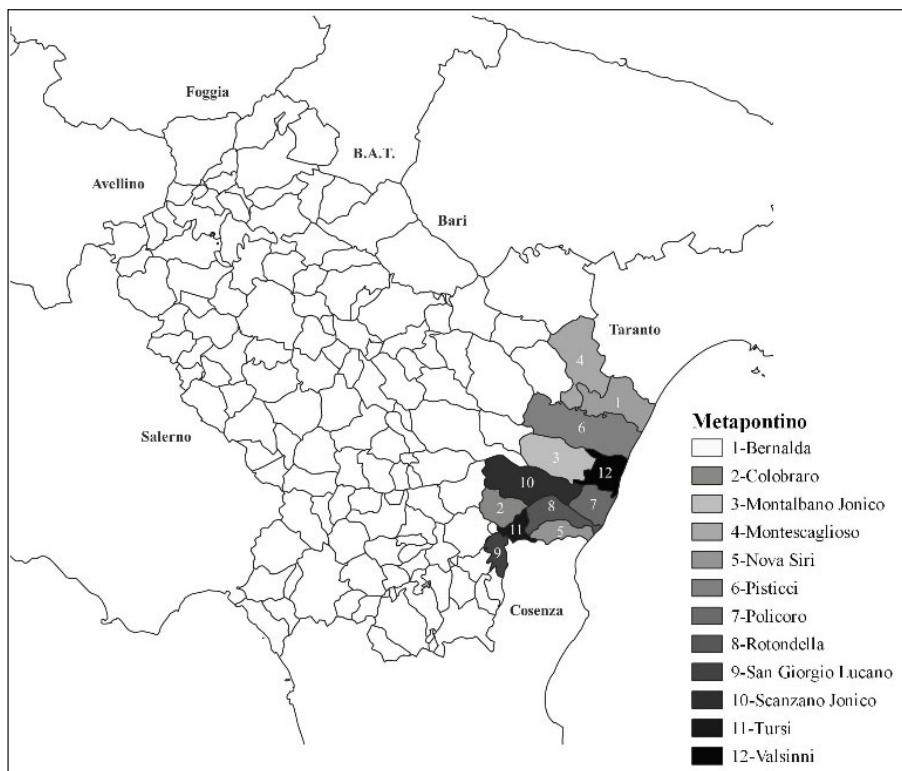 Foggia
B.A.T.
Avellino
Bari
Taranto
4
1
6
Salerno
3
12
10
7
2
8
11
5
9
Cosenza
Metapontino
1-Bernalda
2-Colobraro
3-Montalbano Jonico
4-Montescaglioso
5-Nova Siri
6-Pisticci
7-Policoro
8-Rotondella
9-San Giorgio Lucano
10-Scanzano Jonico
11-Tursi
12-Valsinni